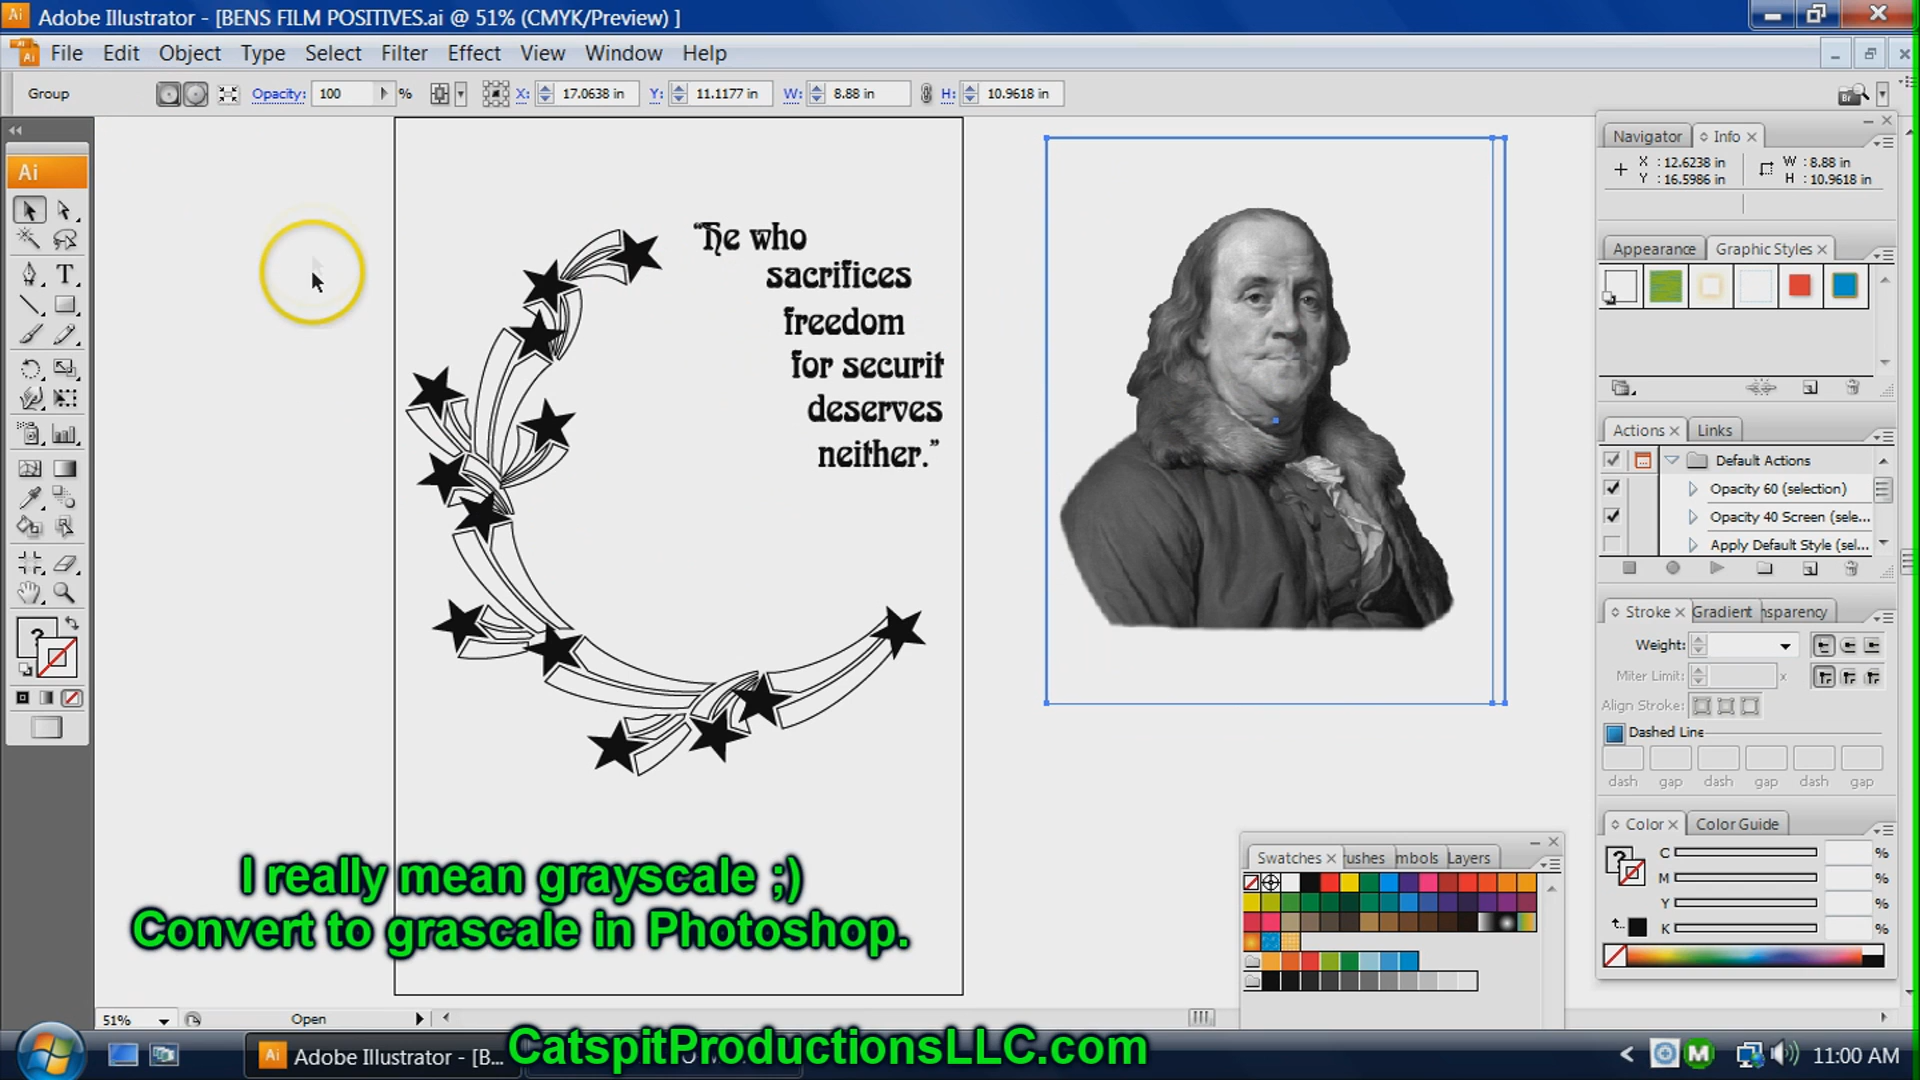 Adobe Illustrator - [BENS FILM POSITIVES.ai @ 51% (CMYK/Preview) ]
File Edit Object Type Select Filter Effect View Window Help
Group Opacity: 100 % X: 17.0638 in Y: 11.1177 in W: 8.88 in H: 10.9618 in
Ai
“He who
sacrifices
freedom
for securit
deserves
neither.”
Navigator Info
X : 12.6238 in W : 8.88 in
Y : 16.5986 in H : 10.9618 in
Appearance Graphic Styles
Actions Links
Default Actions
Opacity 60 (selection)
Opacity 40 Screen (sele...
Apply Default Style (sel...
Stroke Gradient nsparency
Weight:
Miter Limit: x
Align Stroke:
Dashed Line
dash gap dash gap dash gap
Color Color Guide
C %
M %
Y %
K %
Swatches rushes mbols Layers
I really mean grayscale ;)
Convert to grascale in Photoshop.
51% Open
Adobe Illustrator - [B...
CatspitProductionsLLC.com
11:00 AM